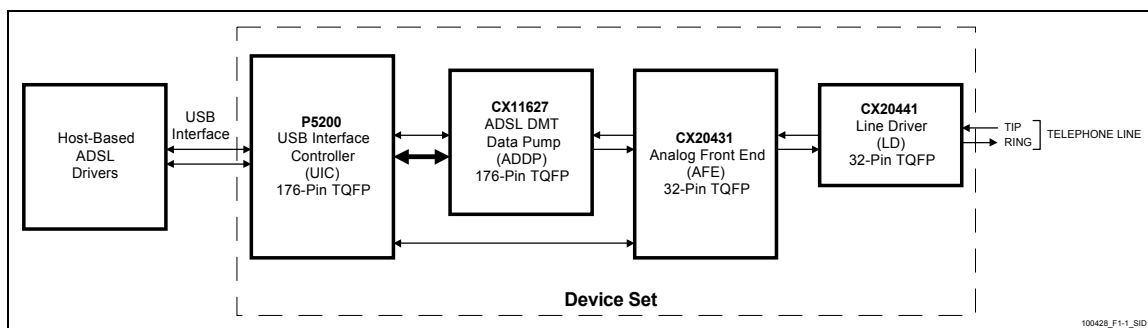 Host-Based
ADSL
Drivers
USB
Interface
P5200
USB Interface
Controller
(UIC)
176-Pin TQFP
CX11627
ADSL DMT
Data Pump
(ADDP)
176-Pin TQFP
CX20431
Analog Front End
(AFE)
32-Pin TQFP
CX20441
Line Driver
(LD)
32-Pin TQFP
TIP
RING
TELEPHONE LINE
Device Set
100428_F1-1_SID